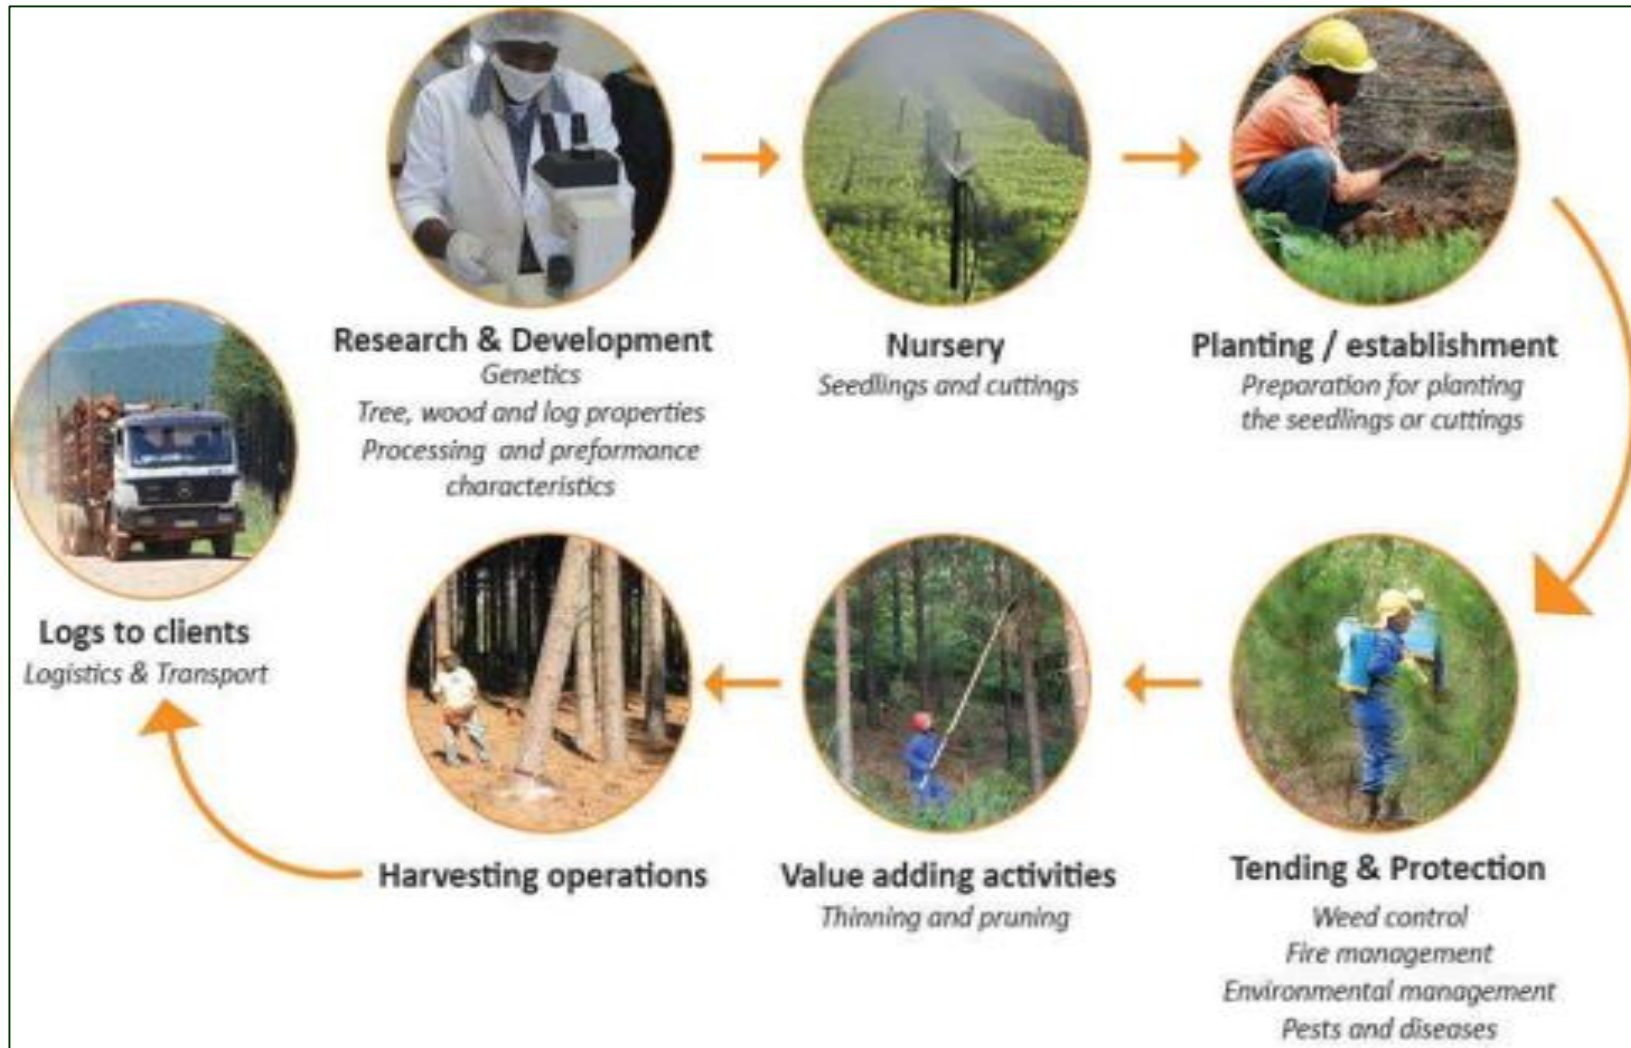 Research & Development
Genetics
Tree, wood and log properties
Processing and preformance
characteristics
Nursery
Seedlings and cuttings
Planting / establishment
Preparation for planting
the seedlings or cuttings
Tending & Protection
Weed control
Fire management
Environmental management
Pests and diseases
Value adding activities
Thinning and pruning
Harvesting operations
Logs to clients
Logistics & Transport